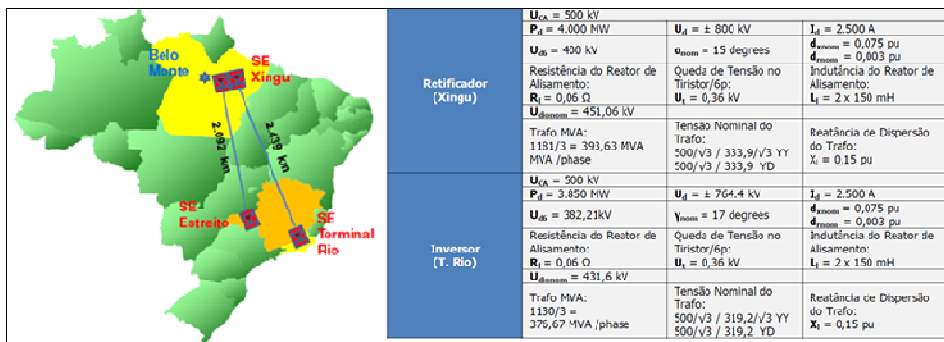 Belo
Monte
SE
Xingu
2.092 km
2.439 km
SE
Estreito
SE
Terminal
Rio
Retificador
(Xingu)
U_CA = 500 kV
P_d = 4.000 MW
U_d = ± 800 kV
I_d = 2.500 A
U_d6 = 400 kV
α_nom = 15 degrees
d_xnom = 0,075 pu
d_rnom = 0,003 pu
Resistência do Reator de
Alisamento:
R_l = 0,06 Ω
Queda de Tensão no
Tiristor/6p:
U_t = 0,36 kV
Indutância do Reator de
Alisamento:
L_l = 2 x 150 mH
U_dionom = 451,06 kV
Trafo MVA:
1181/3 = 393,63 MVA
MVA /phase
Tensão Nominal do
Trafo:
500/√3 / 333,9/√3 YY
500/√3 / 333,9 YD
Reatância de Dispersão
do Trafo:
X_l = 0.15 pu
Inversor
(T. Rio)
U_CA = 500 kV
P_d = 3.850 MW
U_d = ± 764.4 kV
I_d = 2.500 A
U_d6 = 382,21kV
γ_nom = 17 degrees
d_xnom = 0,075 pu
d_rnom = 0,003 pu
Resistência do Reator de
Alisamento:
R_l = 0,06 Ω
Queda de Tensão no
Tiristor/6p:
U_t = 0,36 kV
Indutância do Reator de
Alisamento:
L_l = 2 x 150 mH
U_dionom = 431,6 kV
Trafo MVA:
1130/3 =
376,67 MVA /phase
Tensão Nominal do
Trafo:
500/√3 / 319,2/√3 YY
500/√3 / 319,2 YD
Reatância de Dispersão
do Trafo:
X_l = 0,15 pu